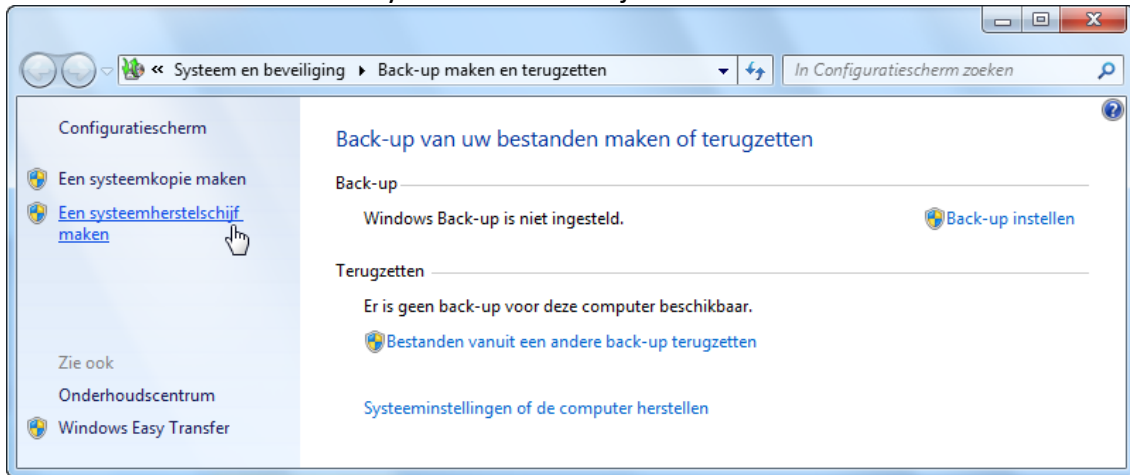 Systeem en beveiliging
Back-up maken en terugzetten
In Configuratiescherm zoeken
Configuratiescherm
Een systeemkopie maken
Een systeemherstelschijf
maken
Zie ook
Onderhoudscentrum
Windows Easy Transfer
Back-up van uw bestanden maken of terugzetten
Back-up
Windows Back-up is niet ingesteld.
Back-up instellen
Terugzetten
Er is geen back-up voor deze computer beschikbaar.
Bestanden vanuit een andere back-up terugzetten
Systeeminstellingen of de computer herstellen